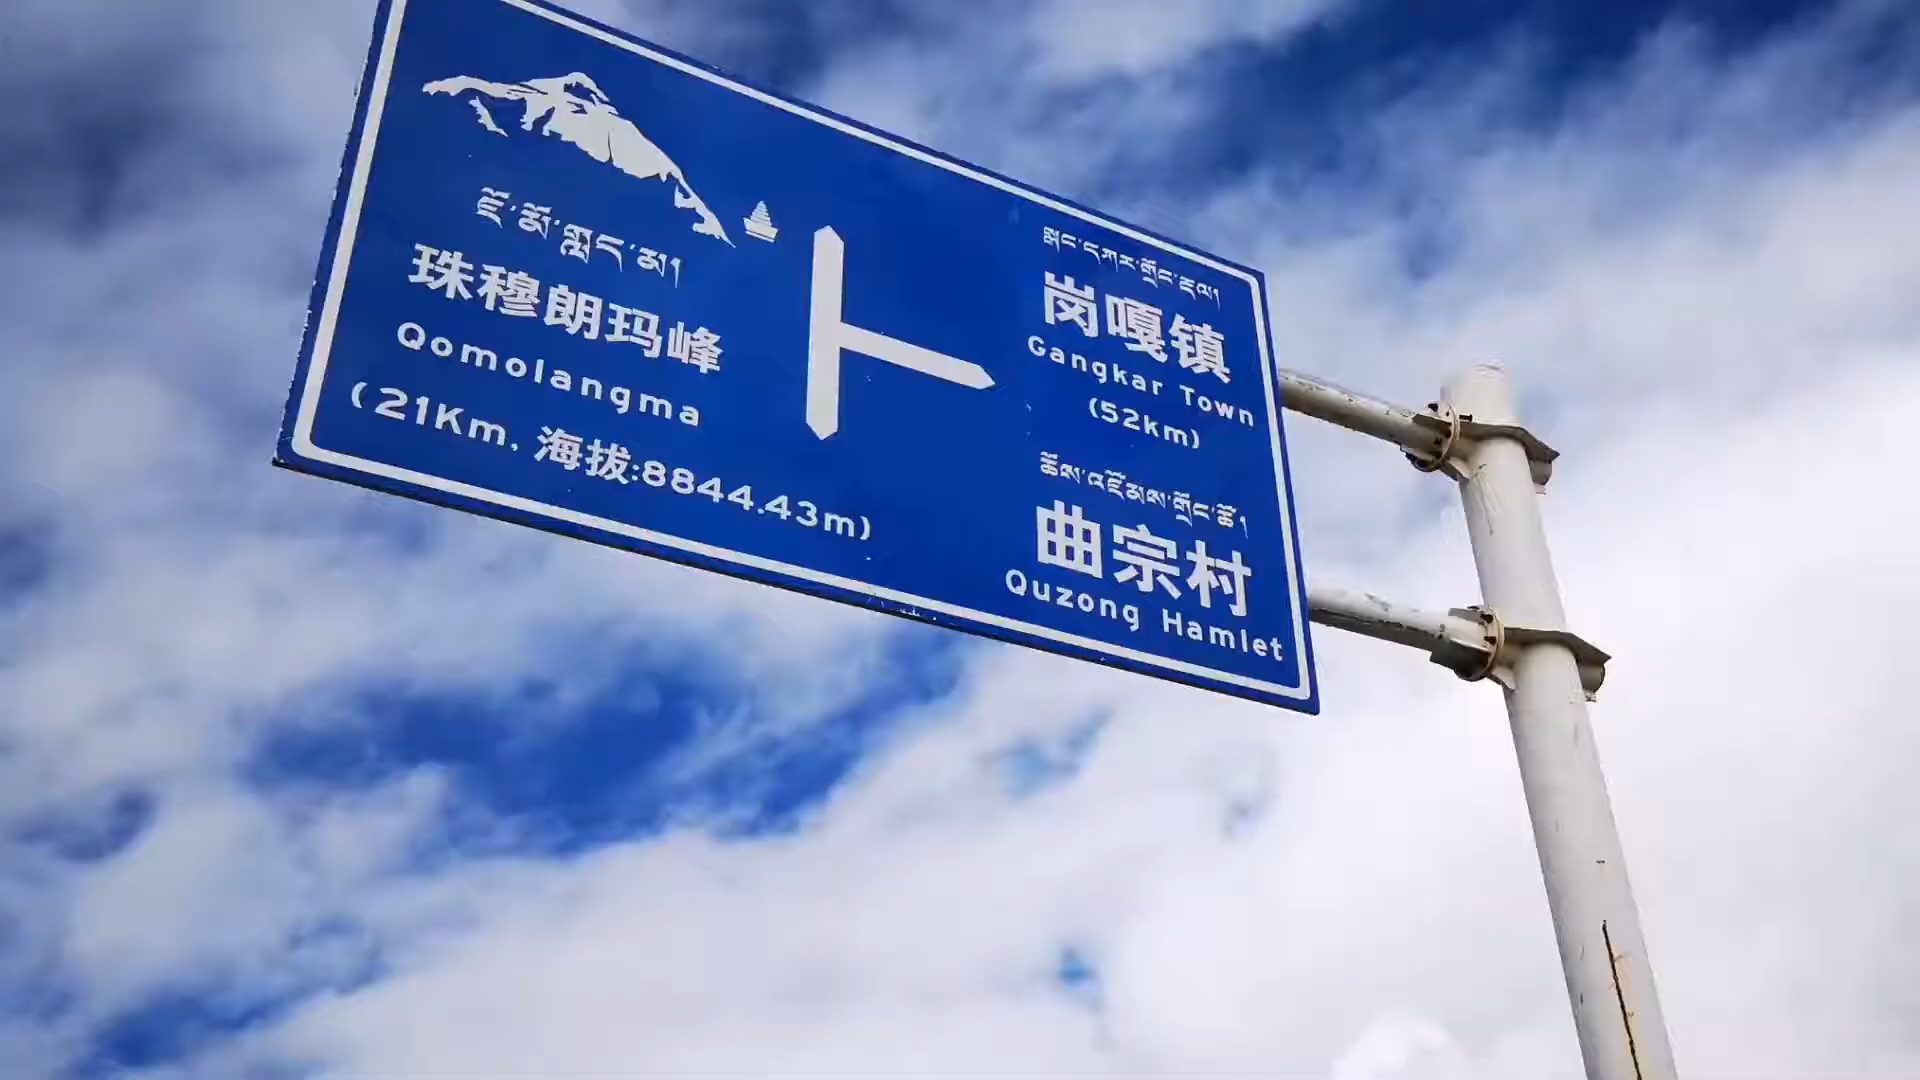 ཇོ་མོ་གླང་མ།
珠穆朗玛峰
Qomolangma
(21Km, 海拔:8844.43m)
སྒང་དཀར་གྲོང་རྡལ།
岗嘎镇
Gangkar Town
(52km)
ཆོས་འཛོམས་གྲོང་ཚོ།
曲宗村
Quzong Hamlet